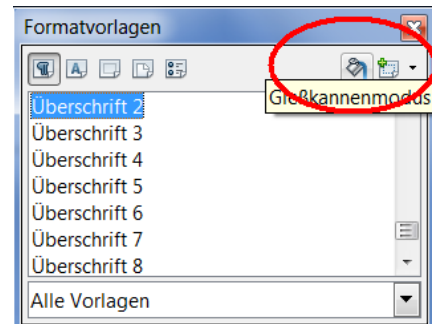 Formatvorlagen
Gießkannenmodus
Überschrift 2
Überschrift 3
Überschrift 4
Überschrift 5
Überschrift 6
Überschrift 7
Überschrift 8
Alle Vorlagen